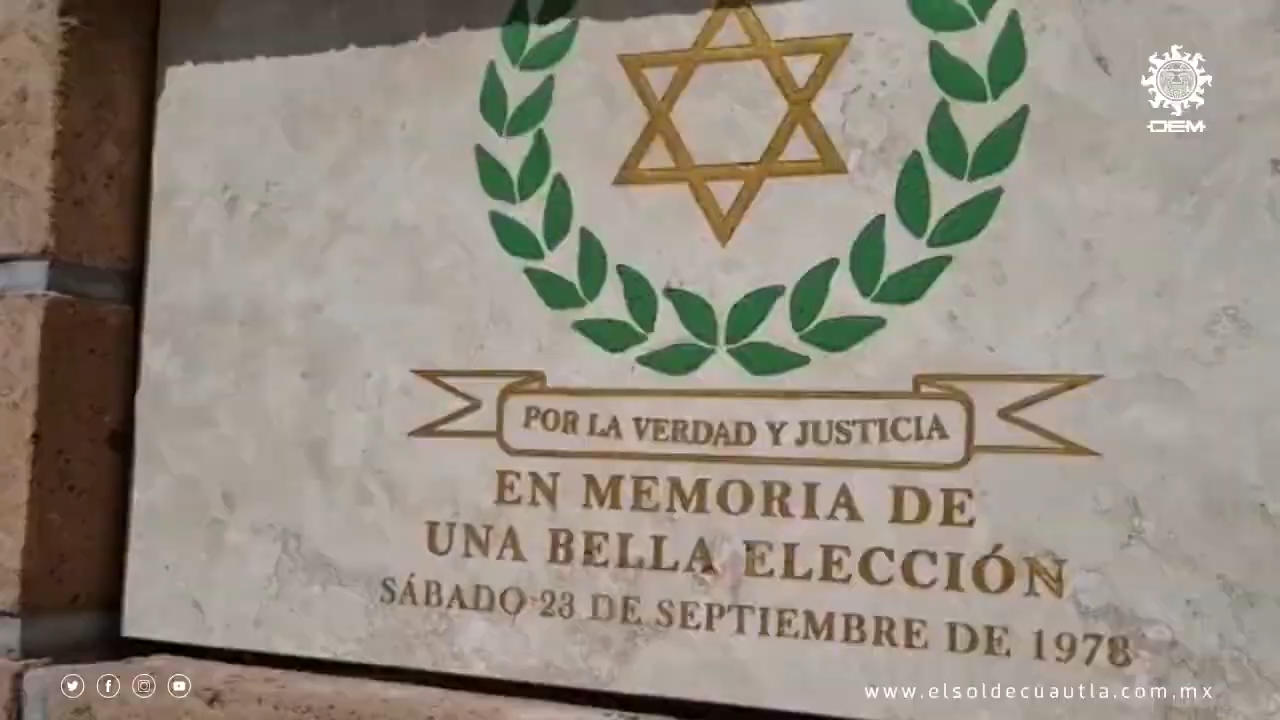 OEM
POR LA VERDAD Y JUSTICIA
EN MEMORIA DE
UNA BELLA ELECCIÓN
SÁBADO 23 DE SEPTIEMBRE DE 1978
www.elsoldecuautla.com.mx